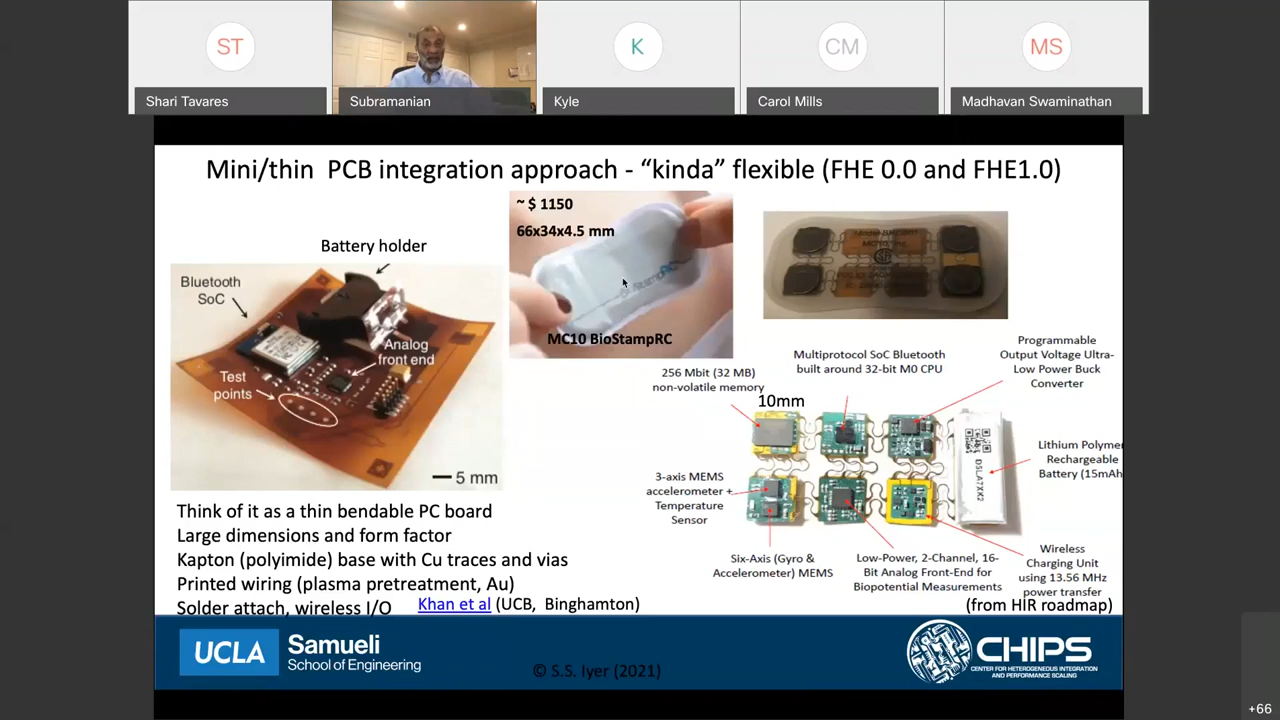 ST
K
CM
MS
Shari Tavares
Subramanian
Kyle
Carol Mills
Madhavan Swaminathan
Mini/thin PCB integration approach - “kinda” flexible (FHE 0.0 and FHE1.0)
~ $ 1150
66x34x4.5 mm
MC10 BioStampRC
Battery holder
Bluetooth
SoC
Analog
front end
Test
points
5 mm
256 Mbit (32 MB)
non-volatile memory
10mm
Multiprotocol SoC Bluetooth
built around 32-bit M0 CPU
Programmable
Output Voltage Ultra-
Low Power Buck
Converter
Lithium Polymer
Rechargeable
Battery (15mAh
DSLA7XK2
3-axis MEMS
accelerometer +
Temperature
Sensor
Six-Axis (Gyro &
Accelerometer) MEMS
Low-Power, 2-Channel, 16-
Bit Analog Front-End for
Biopotential Measurements
Wireless
Charging Unit
using 13.56 MHz
power transfer
(from HIR roadmap)
Think of it as a thin bendable PC board
Large dimensions and form factor
Kapton (polyimide) base with Cu traces and vias
Printed wiring (plasma pretreatment, Au)
Solder attach, wireless I/O
Khan et al (UCB, Binghamton)
UCLA Samueli
School of Engineering
© S.S. Iyer (2021)
CHIPS
CENTER FOR HETEROGENEOUS INTEGRATION
AND PERFORMANCE SCALING
+66